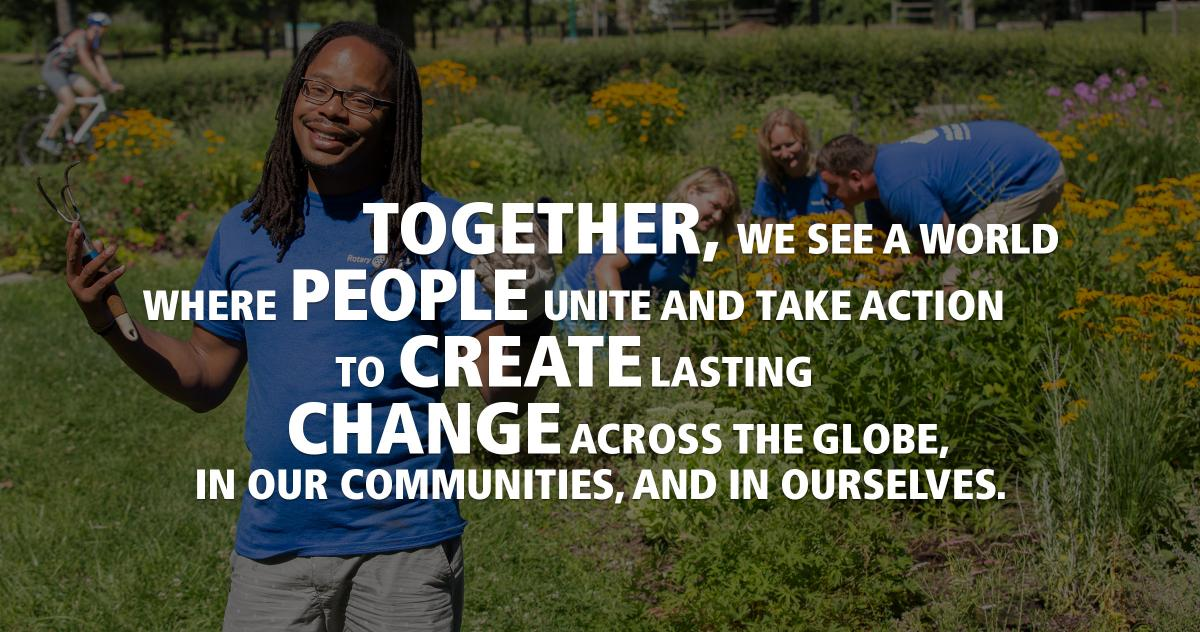 TOGETHER, WE SEE A WORLD
WHERE PEOPLE UNITE AND TAKE ACTION
TO CREATE LASTING
CHANGE ACROSS THE GLOBE,
IN OUR COMMUNITIES, AND IN OURSELVES.
Rotary